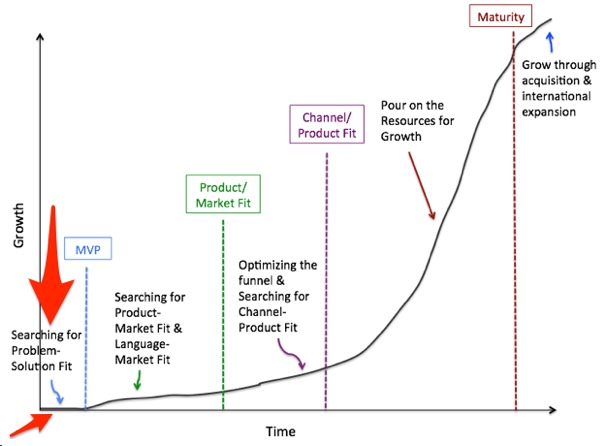 Maturity
Grow through
acquisition &
international
expansion
Pour on the
Resources for
Growth
Channel/
Product Fit
Product/
Market Fit
Growth
MVP
Optimizing the
funnel &
Searching for
Channel-
Product Fit
Searching for
Product-
Market Fit &
Language-
Market Fit
Searching for
Problem-
Solution Fit
Time